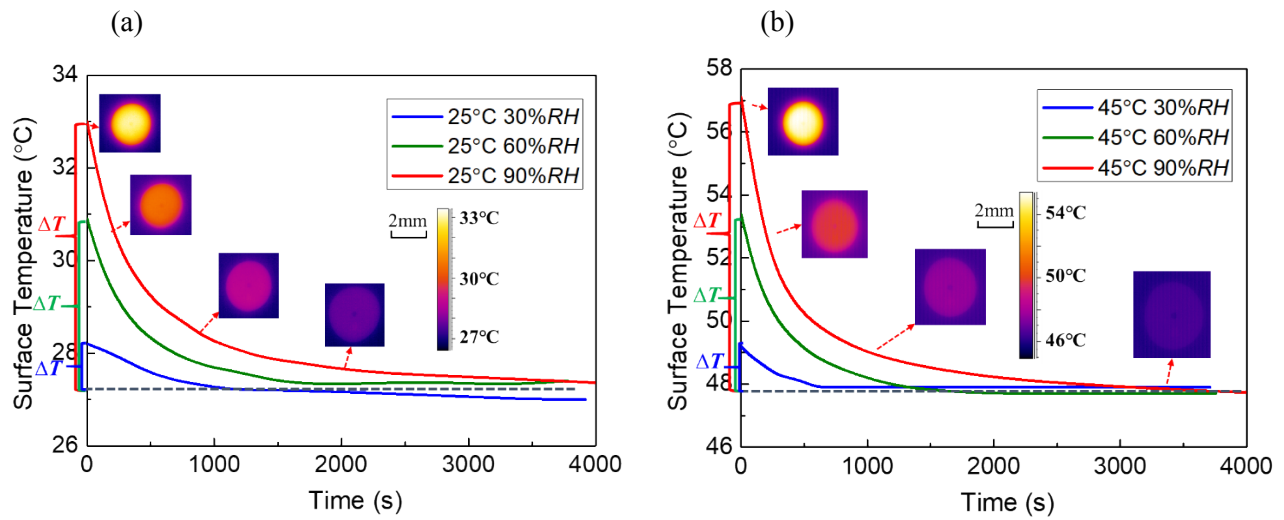 (a)
(b)
34
32
30
28
26
Surface Temperature (°C)
ΔT
ΔT
ΔT
25°C 30%RH
25°C 60%RH
25°C 90%RH
2mm
33°C
30°C
27°C
0
1000
2000
3000
4000
Time (s)
58
56
54
52
50
48
46
Surface Temperature (°C)
ΔT
ΔT
ΔT
45°C 30%RH
45°C 60%RH
45°C 90%RH
2mm
54°C
50°C
46°C
0
1000
2000
3000
4000
Time (s)